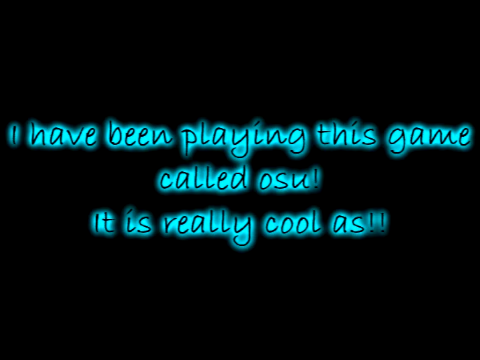 I have been playing this game
called osu!
It is really cool as!!